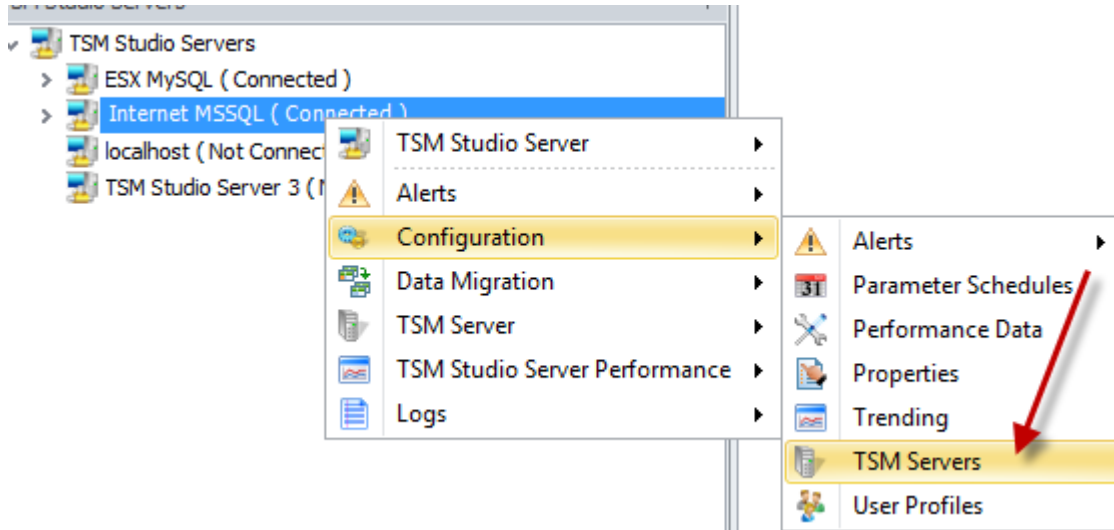 TSM Studio Servers
ESX MySQL ( Connected )
Internet MSSQL ( Connected )
localhost ( Not Connec
TSM Studio Server 3 (
TSM Studio Server
Alerts
Configuration
Data Migration
TSM Server
TSM Studio Server Performance
Logs
Alerts
31
Parameter Schedules
Performance Data
Properties
Trending
TSM Servers
User Profiles